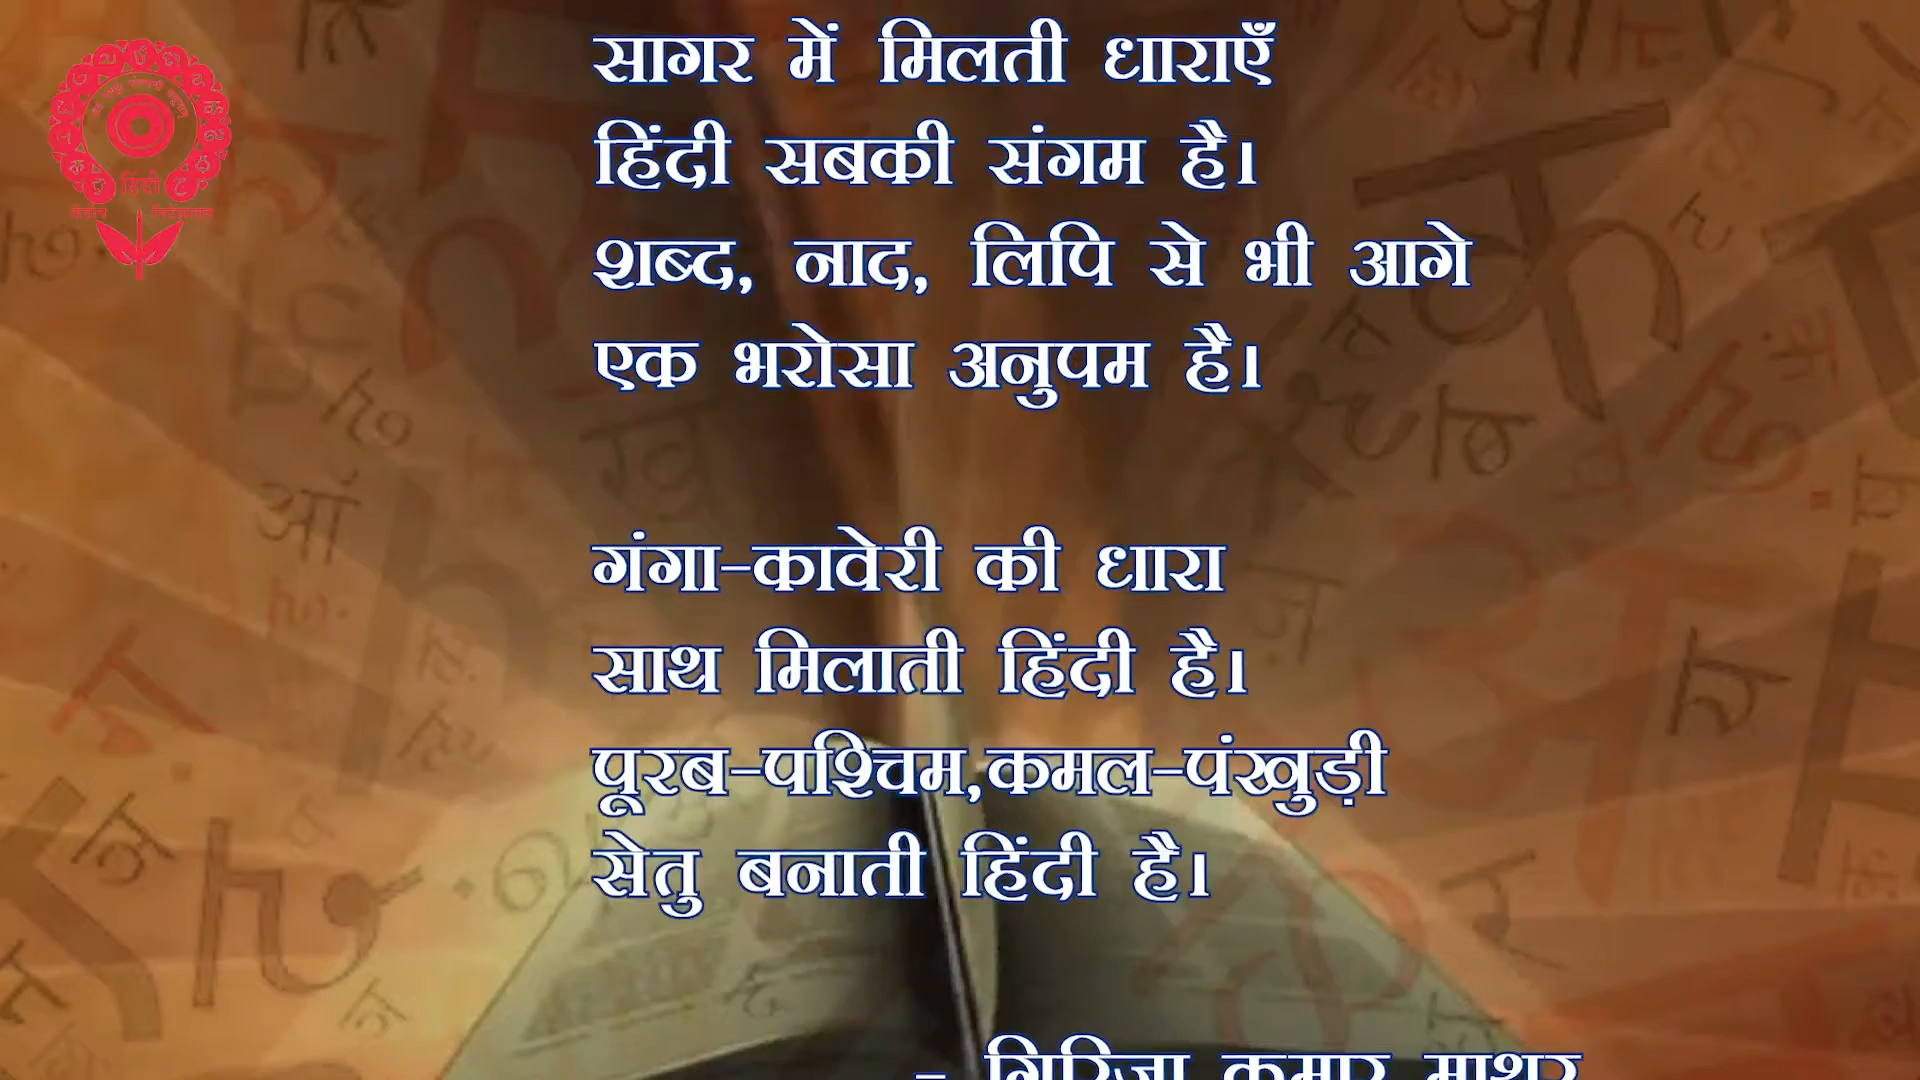 सागर में मिलती धाराएँ
हिंदी सबकी संगम है।
शब्द, नाद, लिपि से भी आगे
एक भरोसा अनुपम है।
गंगा-कावेरी की धारा
साथ मिलाती हिंदी है।
पूरब-पश्चिम,कमल-पंखुड़ी
सेतु बनाती हिंदी है।
- गिरिजा कुमार माथुर
हिंदी